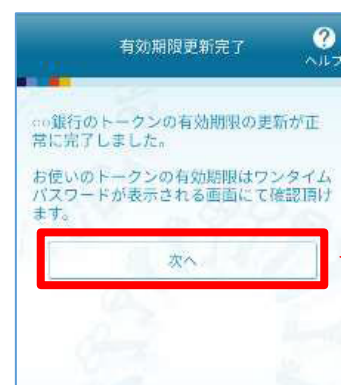 有効期限更新完了
?
ヘルプ
○○銀行のトークンの有効期限の更新が正
常に完了しました。
お使いのトークンの有効期限はワンタイム
パスワードが表示される画面にて確認頂け
ます。
次へ